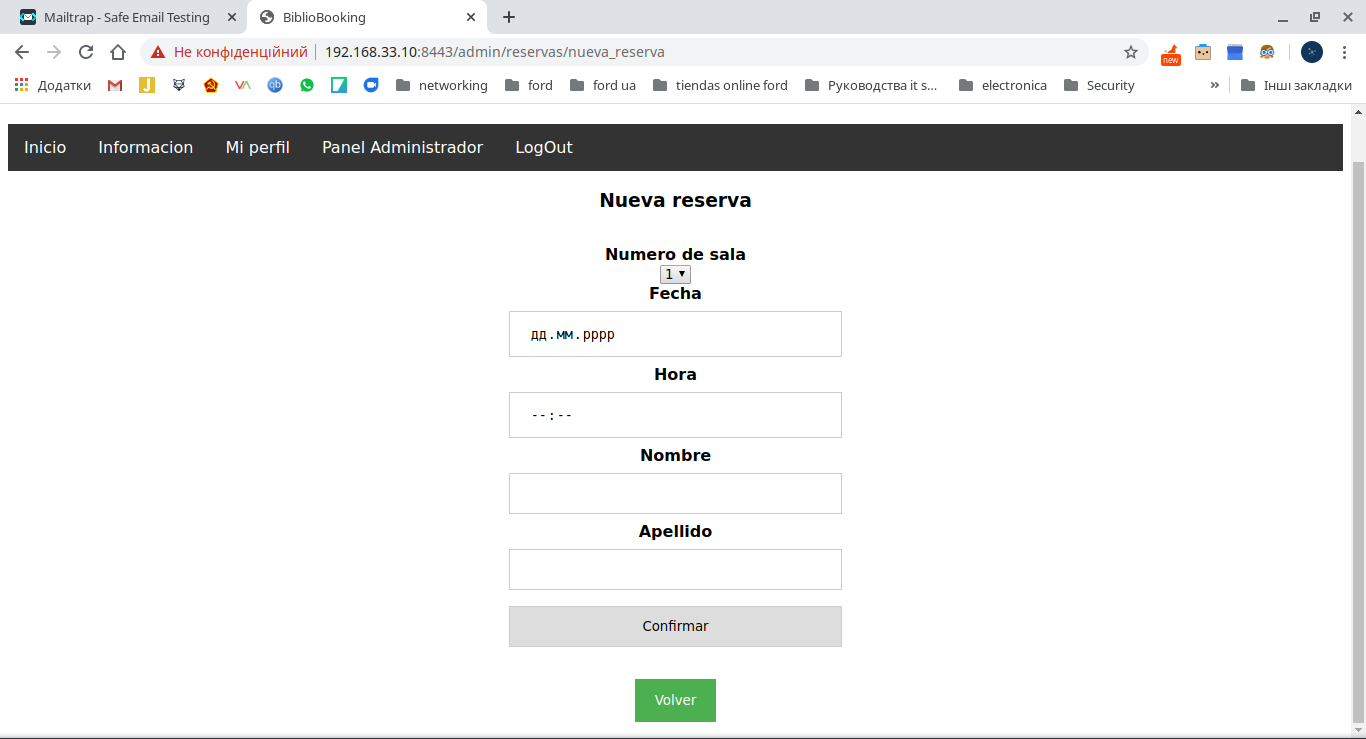 Mailtrap - Safe Email Testing
BiblioBooking
Не конфіденційний 192.168.33.10:8443/admin/reservas/nueva_reserva
new
Додатки
networking
ford
ford ua
tiendas online ford
Руководства it s...
electronica
Security
»
Інші закладки
Inicio Informacion Mi perfil Panel Administrador LogOut
Nueva reserva
Numero de sala
1
Fecha
дд.мм.рррр
Hora
--:--
Nombre
Apellido
Confirmar
Volver